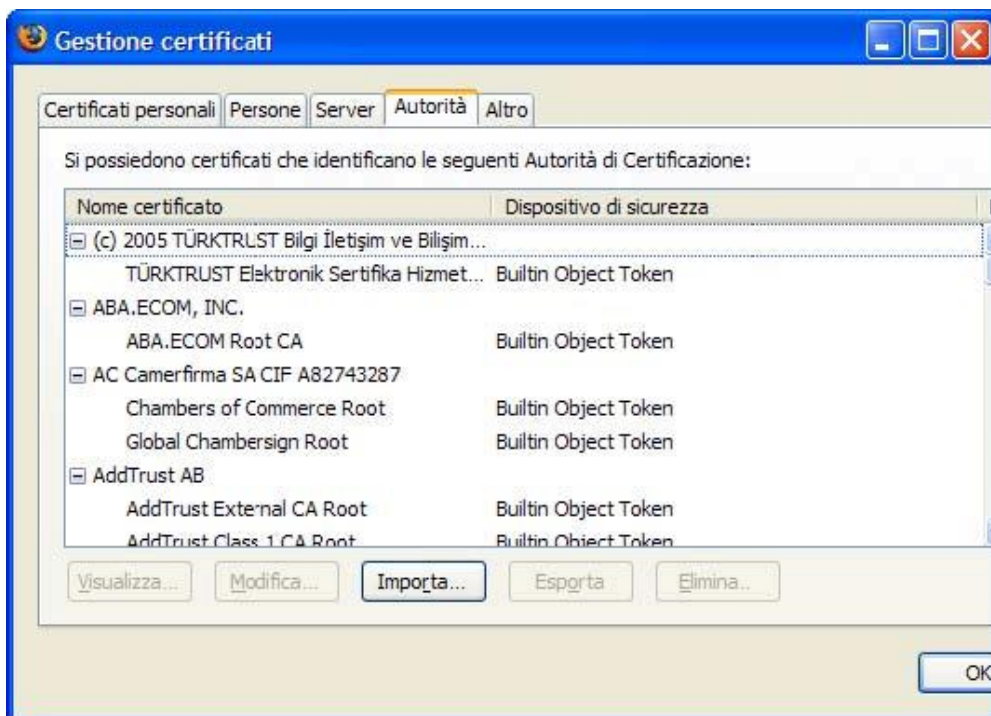 Gestione certificati
Certificati personali Persone Server Autorità Altro
Si possiedono certificati che identificano le seguenti Autorità di Certificazione:
Nome certificato Dispositivo di sicurezza
(c) 2005 TÜRKTRUST Bilgi İletişim ve Bilişim...
TÜRKTRUST Elektronik Sertifika Hizmet... Builtin Object Token
ABA.ECOM, INC.
ABA.ECOM Root CA Builtin Object Token
AC Camerfirma SA CIF A82743287
Chambers of Commerce Root Builtin Object Token
Global Chambersign Root Builtin Object Token
AddTrust AB
AddTrust External CA Root Builtin Object Token
AddTrust Class 1 CA Root Builtin Object Token
Visualizza... Modifica... Importa... Esporta Elimina...
OK